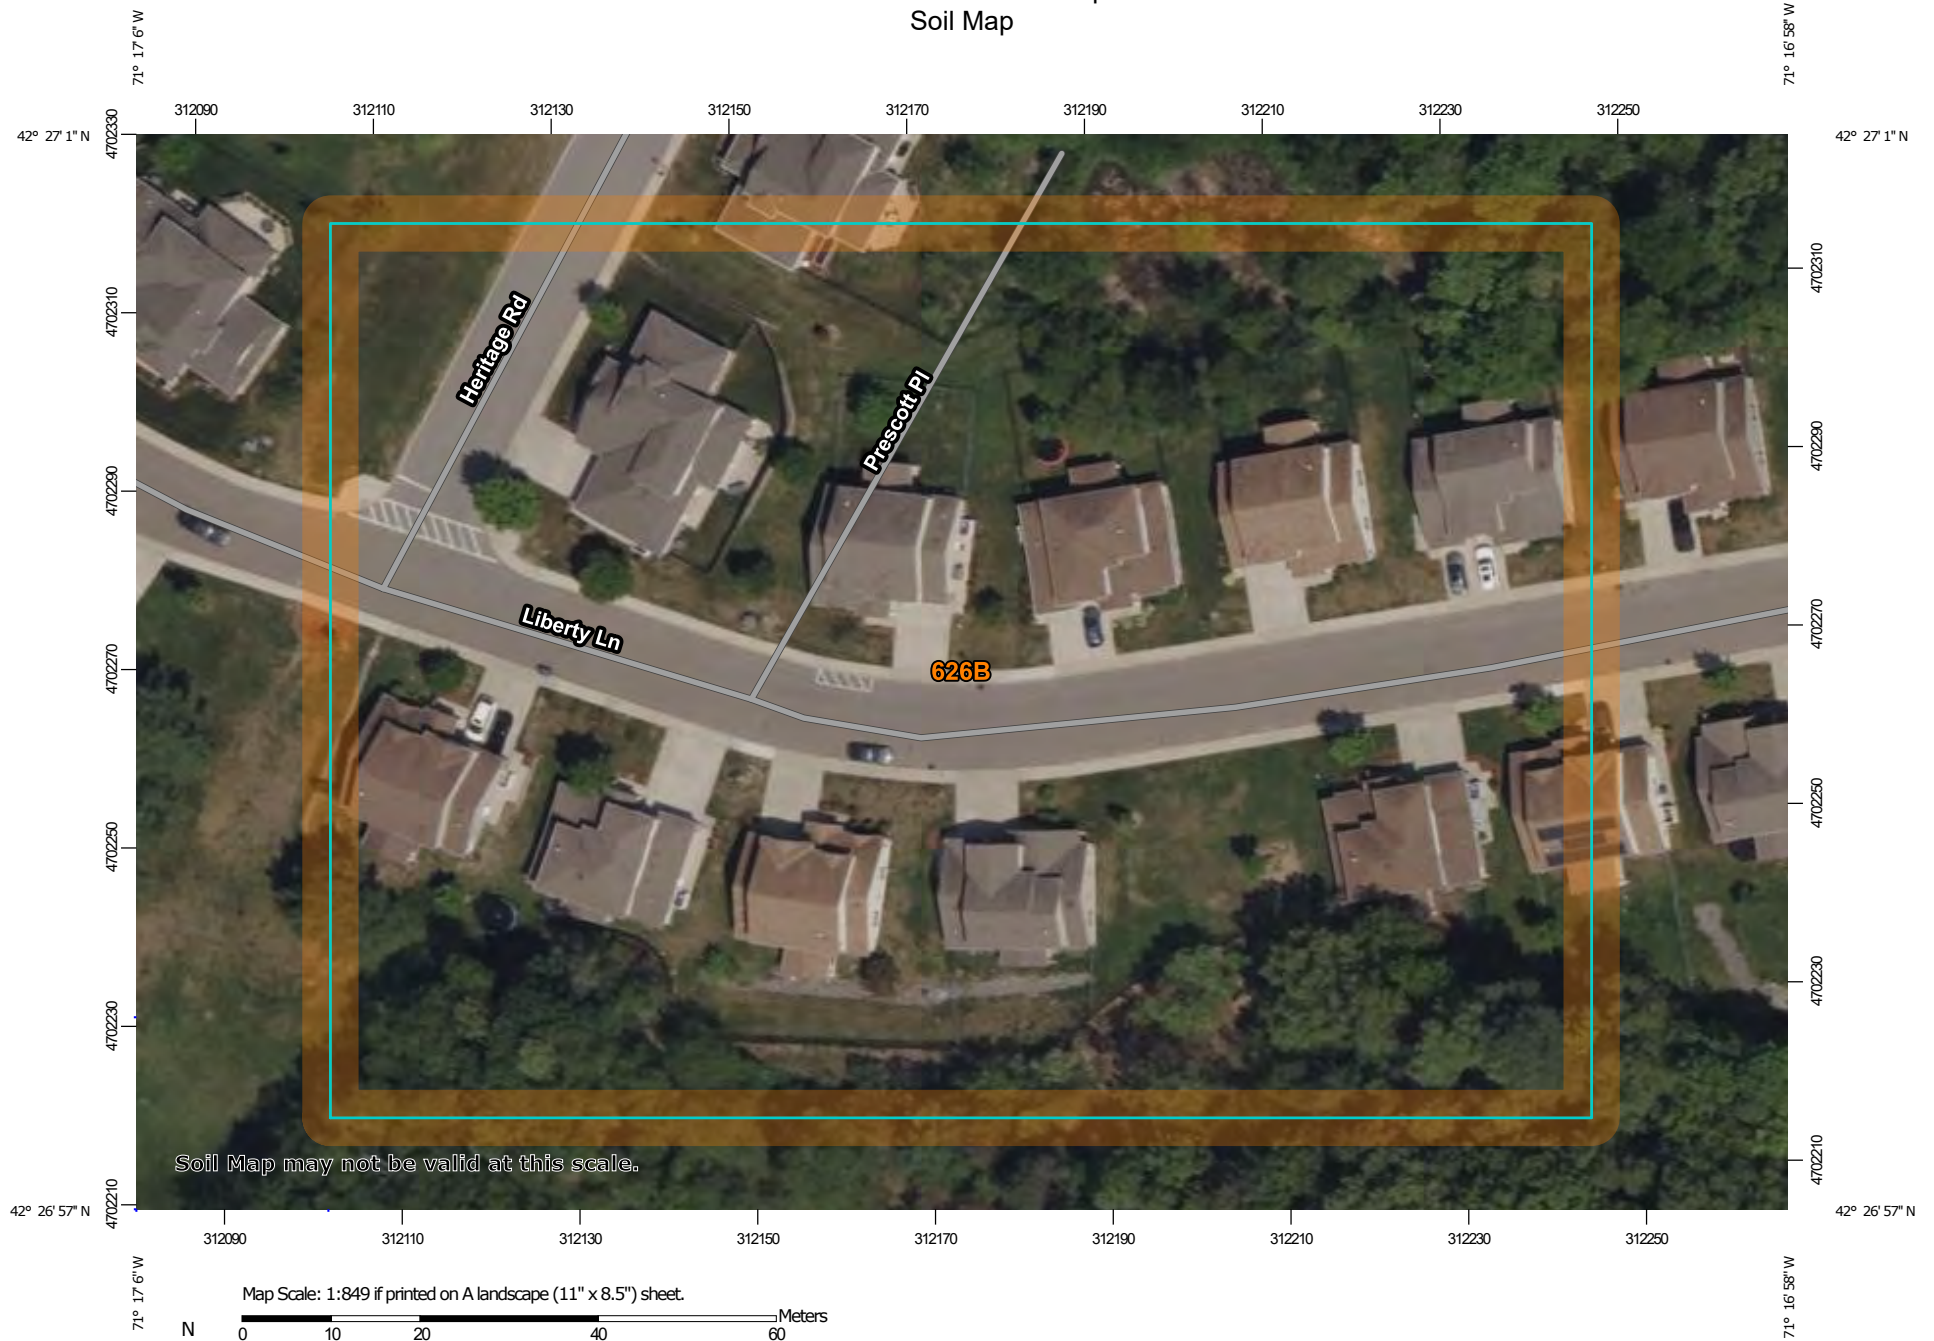 Soil Map
71° 17' 6" W
71° 16' 58" W
312090 312110 312130 312150 312170 312190 312210 312230 312250
42° 27' 1" N
42° 27' 1" N
4702330
4702310
4702310
Heritage Rd
Prescott Pl
4702290
4702290
Liberty Ln
4702270
626B
4702270
4702250
4702250
4702230
4702230
Soil Map may not be valid at this scale.
4702210
4702210
42° 26' 57" N
42° 26' 57" N
312090 312110 312130 312150 312170 312190 312210 312230 312250
71° 17' 6" W
71° 16' 58" W
Map Scale: 1:849 if printed on A landscape (11" x 8.5") sheet.
Meters
N
0 10 20 40 60